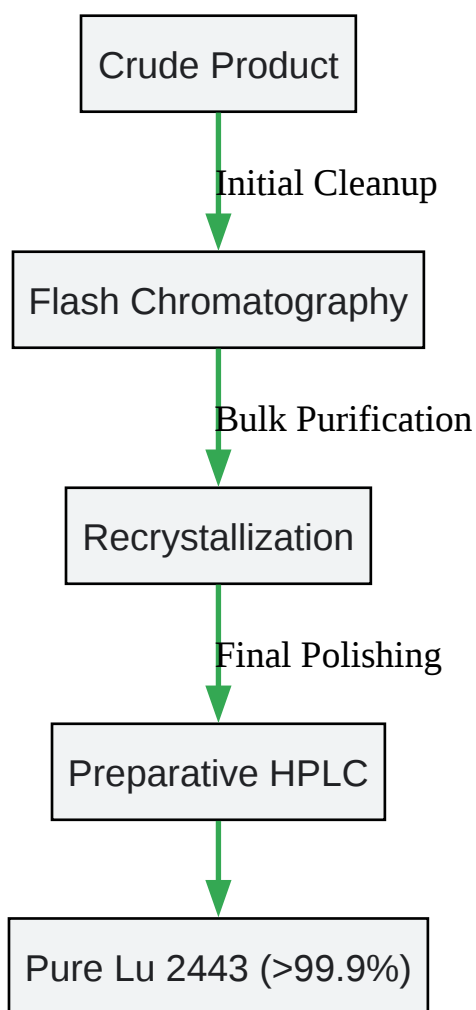 Crude Product
Initial Cleanup
Flash Chromatography
Bulk Purification
Recrystallization
Final Polishing
Preparative HPLC
Pure Lu 2443 (>99.9%)